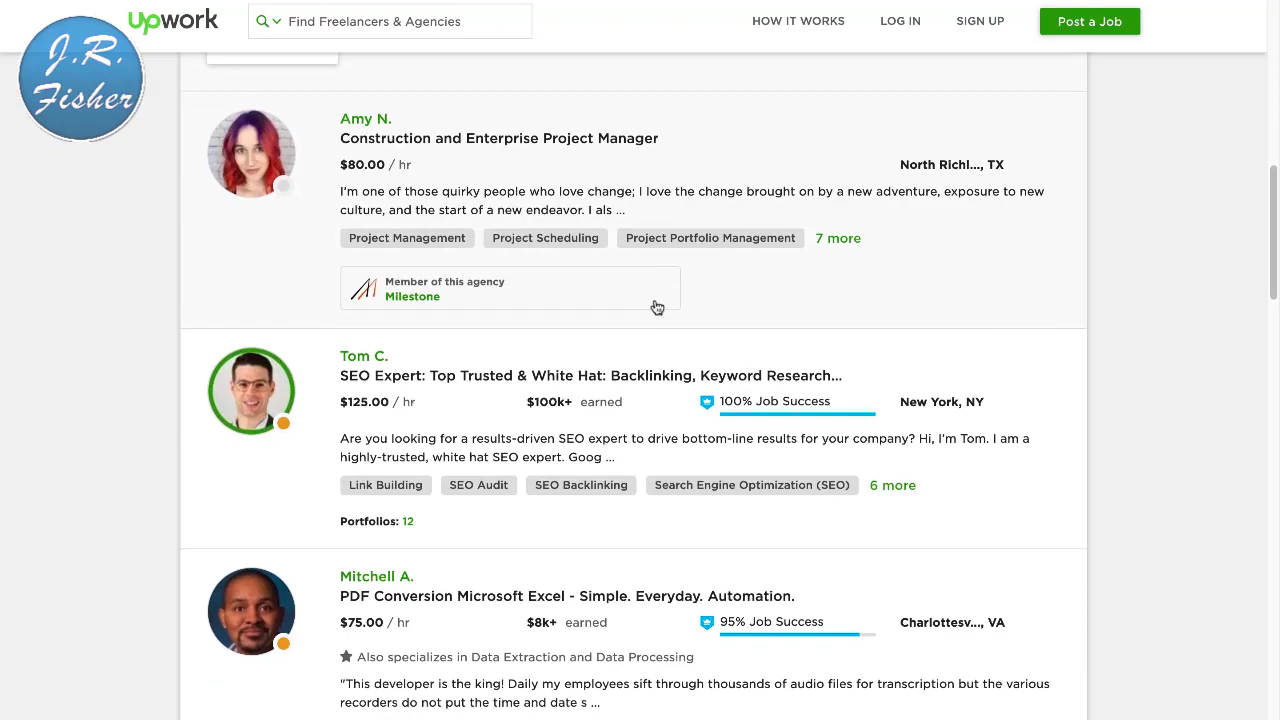 Upwork
Find Freelancers & Agencies
HOW IT WORKS
LOG IN
SIGN UP
Post a Job
J.R.
Fisher
Amy N.
Construction and Enterprise Project Manager
$80.00 / hr
North Richl..., TX
I'm one of those quirky people who love change; I love the change brought on by a new adventure, exposure to new
culture, and the start of a new endeavor. I als ...
Project Management
Project Scheduling
Project Portfolio Management
7 more
Member of this agency
Milestone
Tom C.
SEO Expert: Top Trusted & White Hat: Backlinking, Keyword Research...
$125.00 / hr
$100k+ earned
100% Job Success
New York, NY
Are you looking for a results-driven SEO expert to drive bottom-line results for your company? Hi, I'm Tom. I am a
highly-trusted, white hat SEO expert. Goog ...
Link Building
SEO Audit
SEO Backlinking
Search Engine Optimization (SEO)
6 more
Portfolios: 12
Mitchell A.
PDF Conversion Microsoft Excel - Simple. Everyday. Automation.
$75.00 / hr
$8k+ earned
95% Job Success
Charlottesv..., VA
Also specializes in Data Extraction and Data Processing
"This developer is the king! Daily my employees sift through thousands of audio files for transcription but the various
recorders do not put the time and date s ...